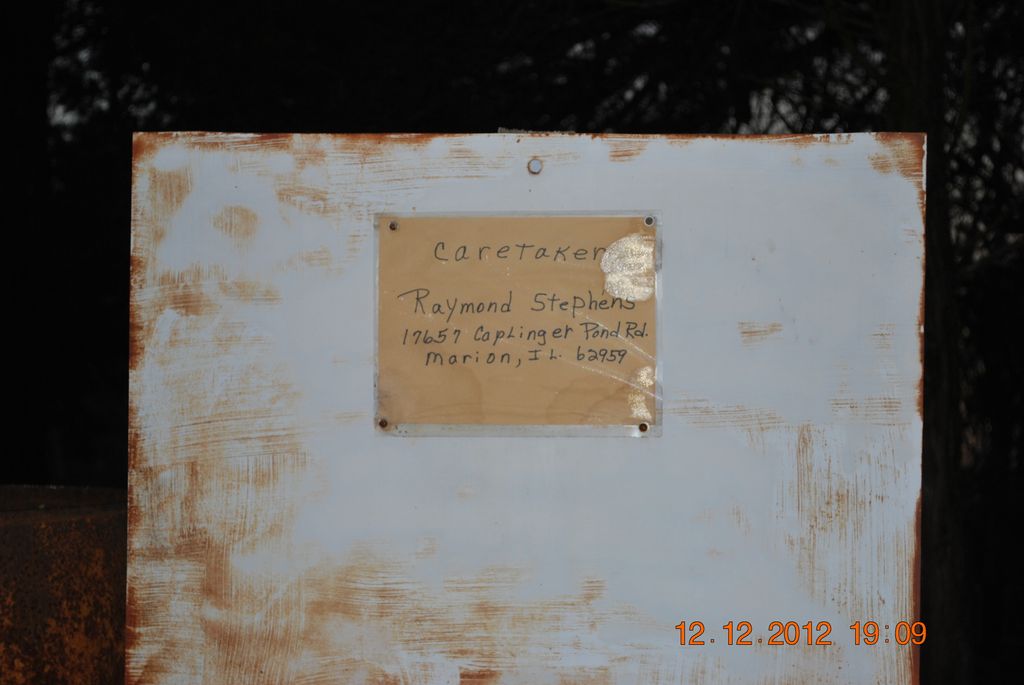 Caretaker
Raymond Stephens
17657 Caplinger Pond Rd.
Marion, IL. 62959
12.12.2012 19:09